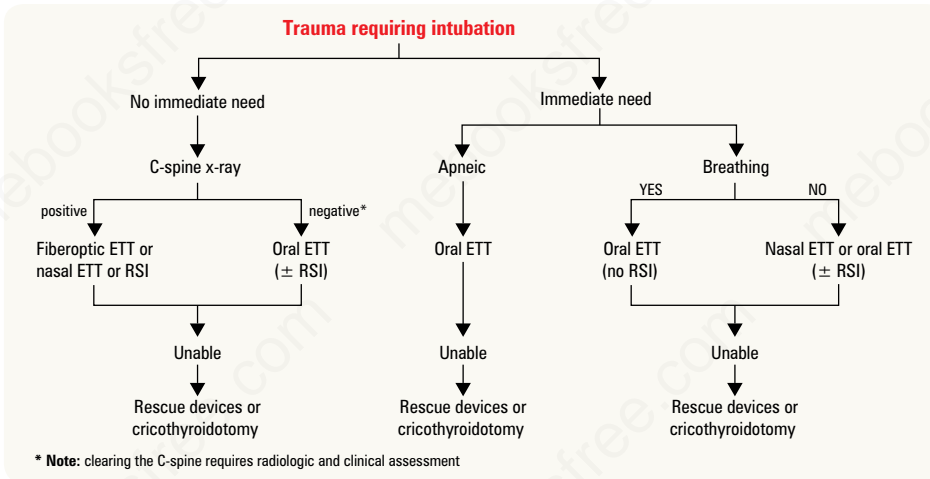 Trauma requiring intubation
No immediate need
Immediate need
C-spine x-ray
Apneic
Breathing
positive
negative*
YES
NO
Fiberoptic ETT or
nasal ETT or RSI
Oral ETT
(± RSI)
Oral ETT
Oral ETT
(no RSI)
Nasal ETT or oral ETT
(± RSI)
Unable
Unable
Unable
Rescue devices or
cricothyroidotomy
Rescue devices or
cricothyroidotomy
Rescue devices or
cricothyroidotomy
* Note: clearing the C-spine requires radiologic and clinical assessment